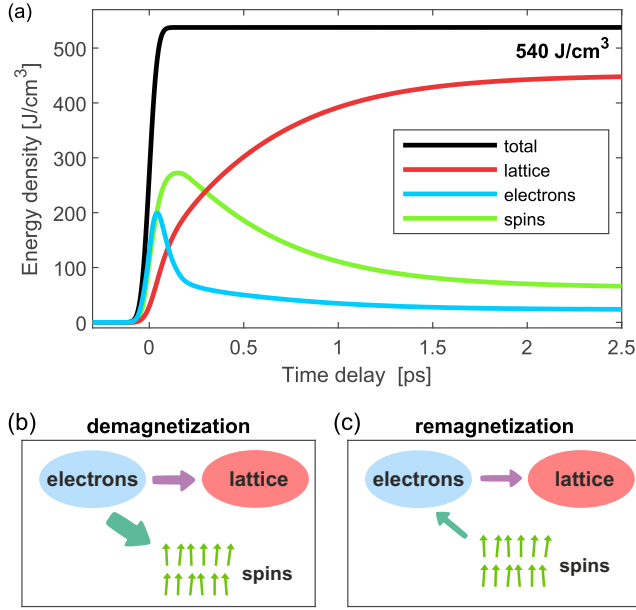 (a)
540 J/cm³
Energy density [J/cm³]
500
400
300
200
100
0
total
lattice
electrons
spins
0
0.5
1
1.5
2
2.5
Time delay [ps]
(b)
demagnetization
electrons
lattice
spins
(c)
remagnetization
electrons
lattice
spins